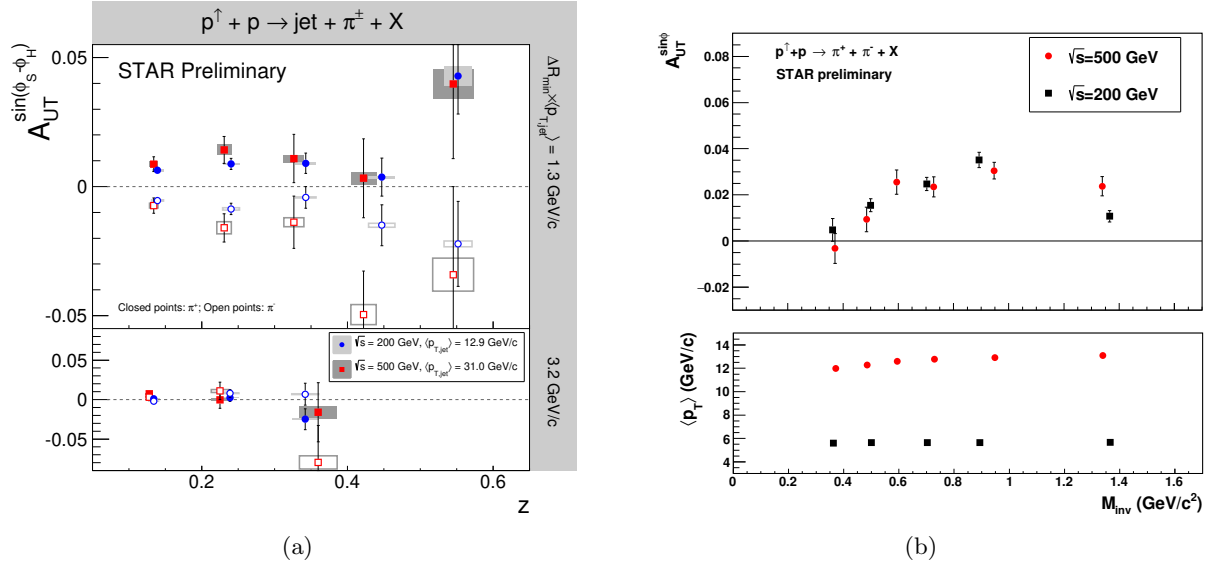 p↑ + p → jet + π± + X
A_UT^sin(φ_S-φ_H)
0.05
0
-0.05
STAR Preliminary
Closed points: π+; Open points: π-
ΔR_min×⟨p_T,jet⟩ = 1.3 GeV/c
0.05
0
-0.05
√s = 200 GeV, ⟨p_T,jet⟩ = 12.9 GeV/c
√s = 500 GeV, ⟨p_T,jet⟩ = 31.0 GeV/c
3.2 GeV/c
0.2 0.4 0.6
z
(a)
A_UT^sinφ
0.08
0.06
0.04
0.02
0
−0.02
p↑+p → π+ + π- + X
STAR preliminary
√s=500 GeV
√s=200 GeV
⟨p_T⟩ (GeV/c)
14
12
10
8
6
4
0 0.2 0.4 0.6 0.8 1 1.2 1.4 1.6
M_inv (GeV/c²)
(b)